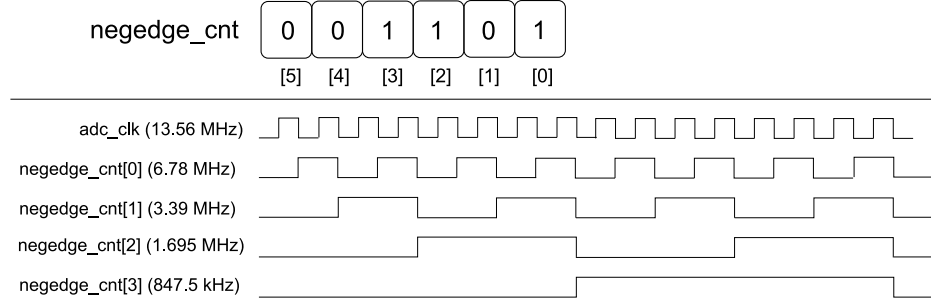 negedge_cnt 0 0 1 1 0 1
[5] [4] [3] [2] [1] [0]
adc_clk (13.56 MHz)
negedge_cnt[0] (6.78 MHz)
negedge_cnt[1] (3.39 MHz)
negedge_cnt[2] (1.695 MHz)
negedge_cnt[3] (847.5 kHz)